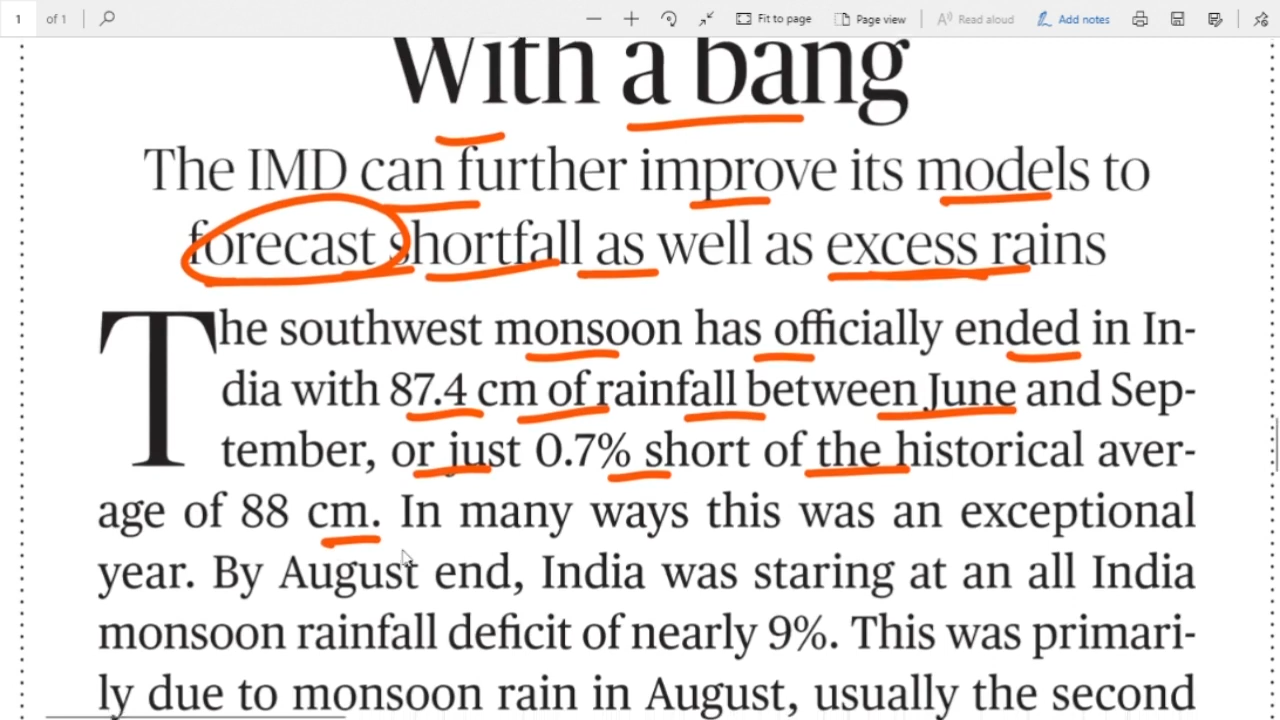 1 of 1 Fit to page Page view Read aloud Add notes
With a bang
The IMD can further improve its models to
forecast shortfall as well as excess rains
The southwest monsoon has officially ended in In-
dia with 87.4 cm of rainfall between June and Sep-
tember, or just 0.7% short of the historical aver-
age of 88 cm. In many ways this was an exceptional
year. By August end, India was staring at an all India
monsoon rainfall deficit of nearly 9%. This was primari-
ly due to monsoon rain in August, usually the second